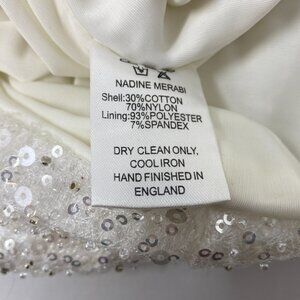 NADINE MERABI
Shell:30%COTTON
70%NYLON
Lining:93%POLYESTER
7%SPANDEX
DRY CLEAN ONLY,
COOL IRON
HAND FINISHED IN
ENGLAND